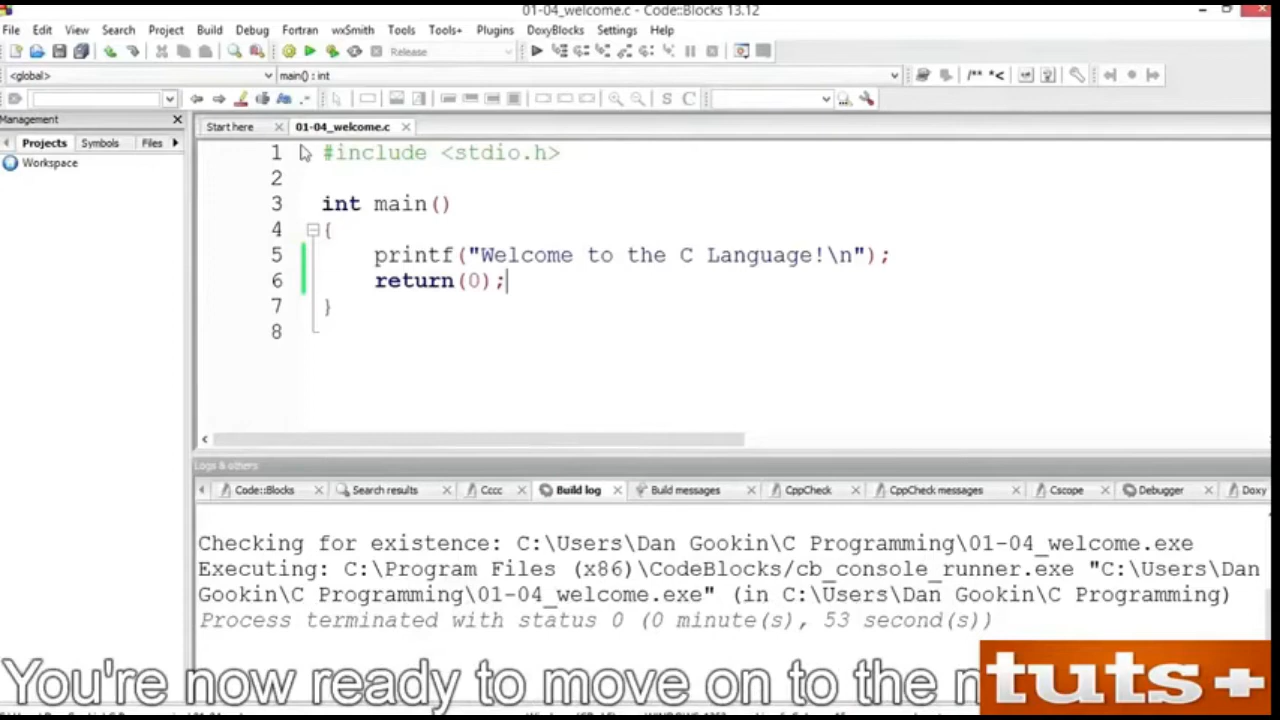 01-04_welcome.c - Code::Blocks 13.12
File Edit View Search Project Build Debug Fortran wxSmith Tools Tools+ Plugins DoxyBlocks Settings Help
Release
<global>
main() : int
/** *<
S C
Management
Projects Symbols Files
Workspace
Start here
01-04_welcome.c
1 #include <stdio.h>
2
3 int main()
4 {
5 printf("Welcome to the C Language!\n");
6 return(0);
7 }
8
Logs & others
Code::Blocks Search results Cccc Build log Build messages CppCheck CppCheck messages Cscope Debugger Doxy
Checking for existence: C:\Users\Dan Gookin\C Programming\01-04_welcome.exe
Executing: C:\Program Files (x86)\CodeBlocks/cb_console_runner.exe "C:\Users\Dan
Gookin\C Programming\01-04_welcome.exe" (in C:\Users\Dan Gookin\C Programming)
Process terminated with status 0 (0 minute(s), 53 second(s))
You're now ready to move on to the n
tuts+